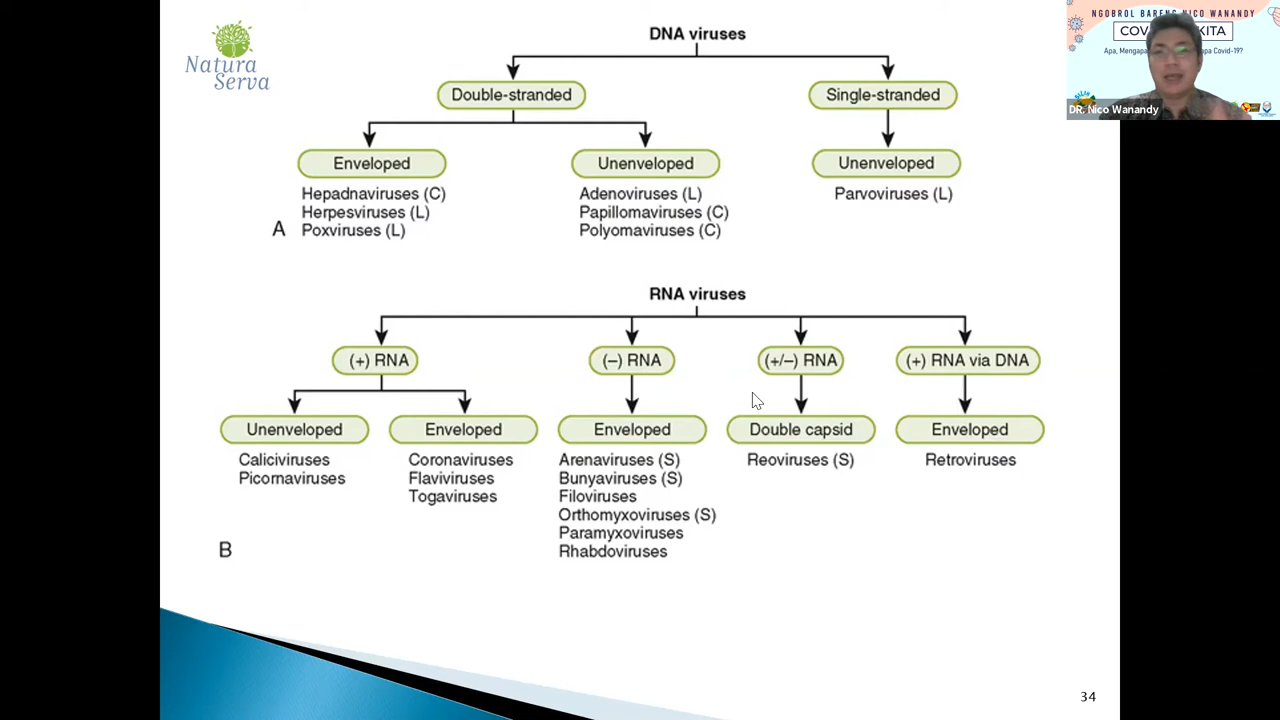 Natura
Serva
DNA viruses
Double-stranded
Single-stranded
Enveloped
Unenveloped
Unenveloped
Hepadnaviruses (C)
Herpesviruses (L)
Poxviruses (L)
Adenoviruses (L)
Papillomaviruses (C)
Polyomaviruses (C)
Parvoviruses (L)
A
RNA viruses
(+) RNA
(–) RNA
(+/–) RNA
(+) RNA via DNA
Unenveloped
Enveloped
Enveloped
Double capsid
Enveloped
Caliciviruses
Picornaviruses
Coronaviruses
Flaviviruses
Togaviruses
Arenaviruses (S)
Bunyaviruses (S)
Filoviruses
Orthomyxoviruses (S)
Paramyxoviruses
Rhabdoviruses
Reoviruses (S)
Retroviruses
B
34
NGOBROL BARENG NICO WANANDY
COV KITA
Apa, Mengapa pa Covid-19?
DR. Nico Wanandy